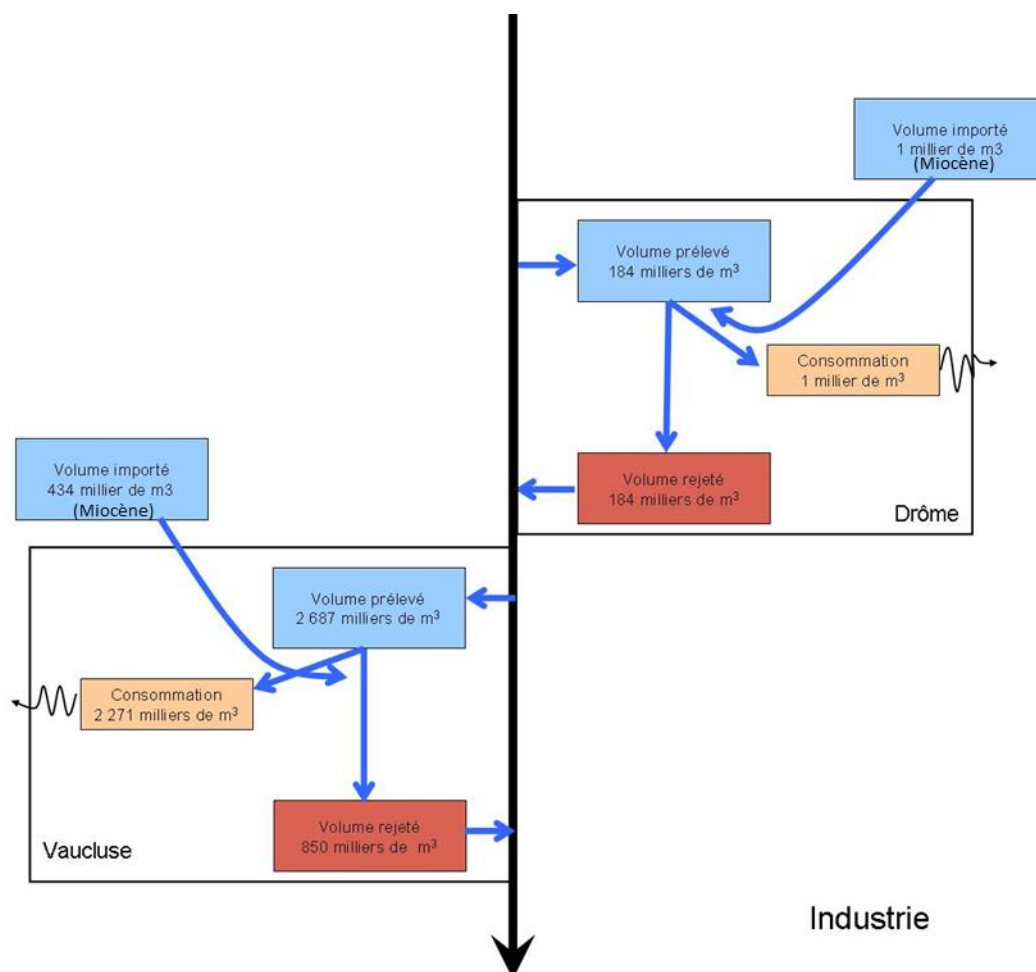 Volume importé
1 millier de m3
(Miocène)
Volume prélevé
184 milliers de m³
Consommation
1 millier de m³
Volume rejeté
184 milliers de m³
Drôme
Volume importé
434 millier de m3
(Miocène)
Volume prélevé
2 687 milliers de m³
Consommation
2 271 milliers de m³
Volume rejeté
850 milliers de m³
Vaucluse
Industrie